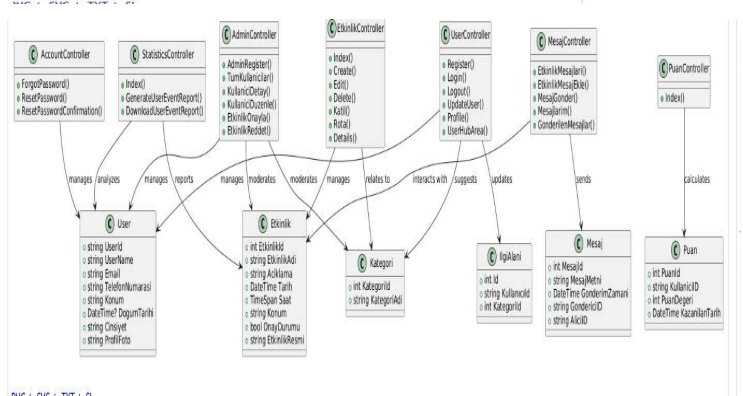 AccountController
ForgotPassword()
ResetPassword()
ResetPasswordConfirmation()
StatisticsController
Index()
GenerateUserEventReport()
DownloadUserEventReport()
AdminController
AdminRegister()
TumKullanicilar()
KullaniciDetay()
KullaniciDuzenle()
EtkinlikOnayla()
EtkinlikReddet()
EtkinlikController
Index()
Create()
Edit()
Delete()
Katil()
Rota()
Details()
UserController
Register()
Login()
Logout()
UpdateUser()
Profile()
UserHubArea()
MesajController
EtkinlikMesajlari()
EtkinlikMesajEkle()
MesajGonder()
Mesajlarim()
GonderilenMesajlar()
PuanController
Index()
manages
analyzes
manages
reports
manages
moderates
moderates
manages
relates to
interacts with
suggests
updates
sends
calculates
User
string UserId
string UserName
string Email
string TelefonNumarasi
string Konum
DateTime? DogumTarihi
string Cinsiyet
string ProfilFoto
Etkinlik
int EtkinlikId
string EtkinlikAdi
string Aciklama
DateTime Tarih
TimeSpan Saat
string Konum
bool OnayDurumu
string EtkinlikResmi
Kategori
int KategoriId
string KategoriAdi
IlgiAlani
int Id
string KullaniciId
int KategoriId
Mesaj
int MesajId
string MesajMetni
DateTime GonderimZamani
string GondericiID
string AliciID
Puan
int PuanId
string KullaniciID
int PuanDegeri
DateTime KazanilanTarih